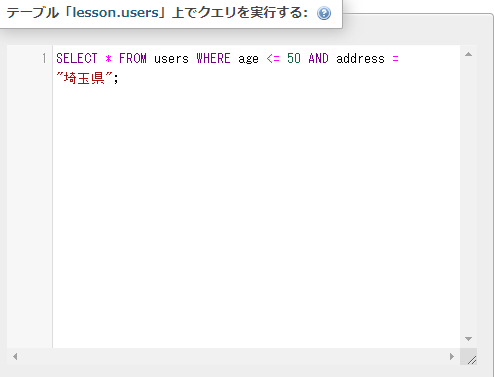 テーブル「lesson.users」上でクエリを実行する:
1 SELECT * FROM users WHERE age <= 50 AND address =
"埼玉県";